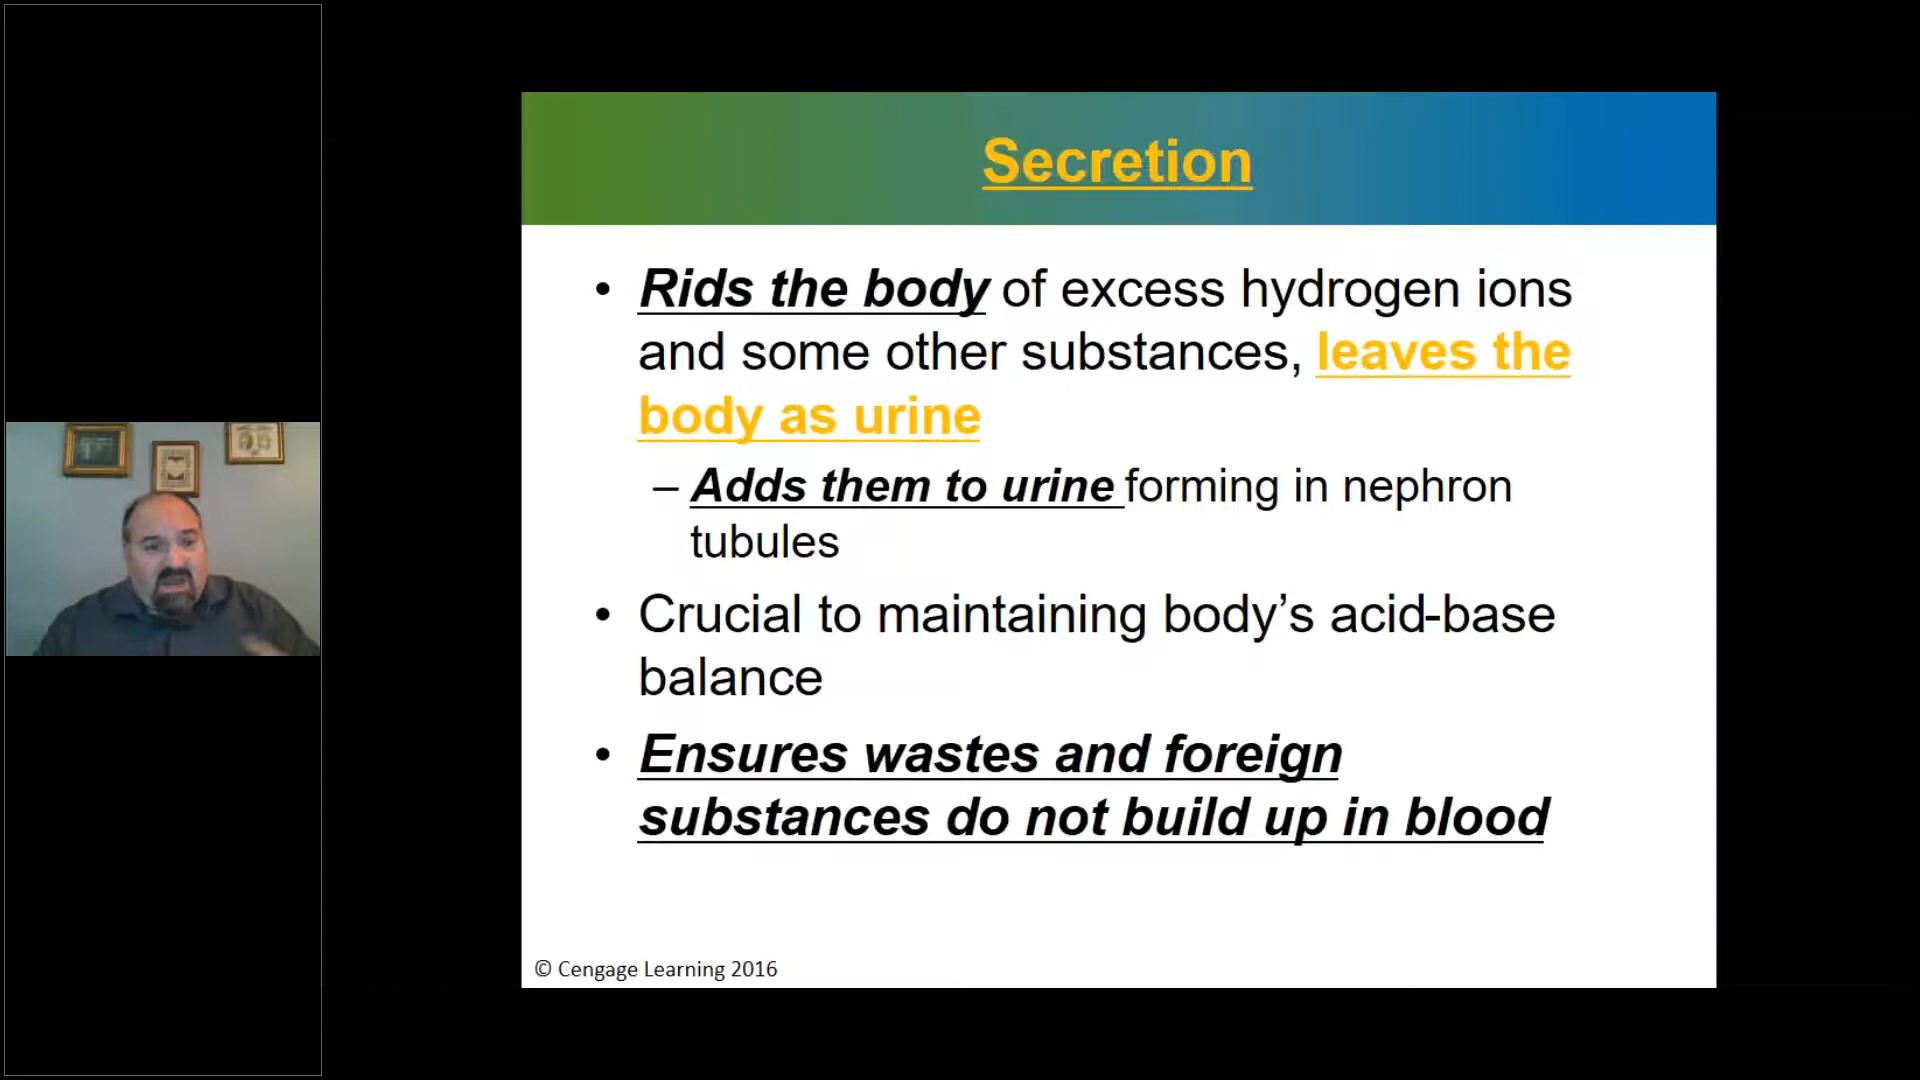 Secretion
• Rids the body of excess hydrogen ions
and some other substances, leaves the
body as urine
– Adds them to urine forming in nephron
tubules
• Crucial to maintaining body’s acid-base
balance
• Ensures wastes and foreign
substances do not build up in blood
© Cengage Learning 2016